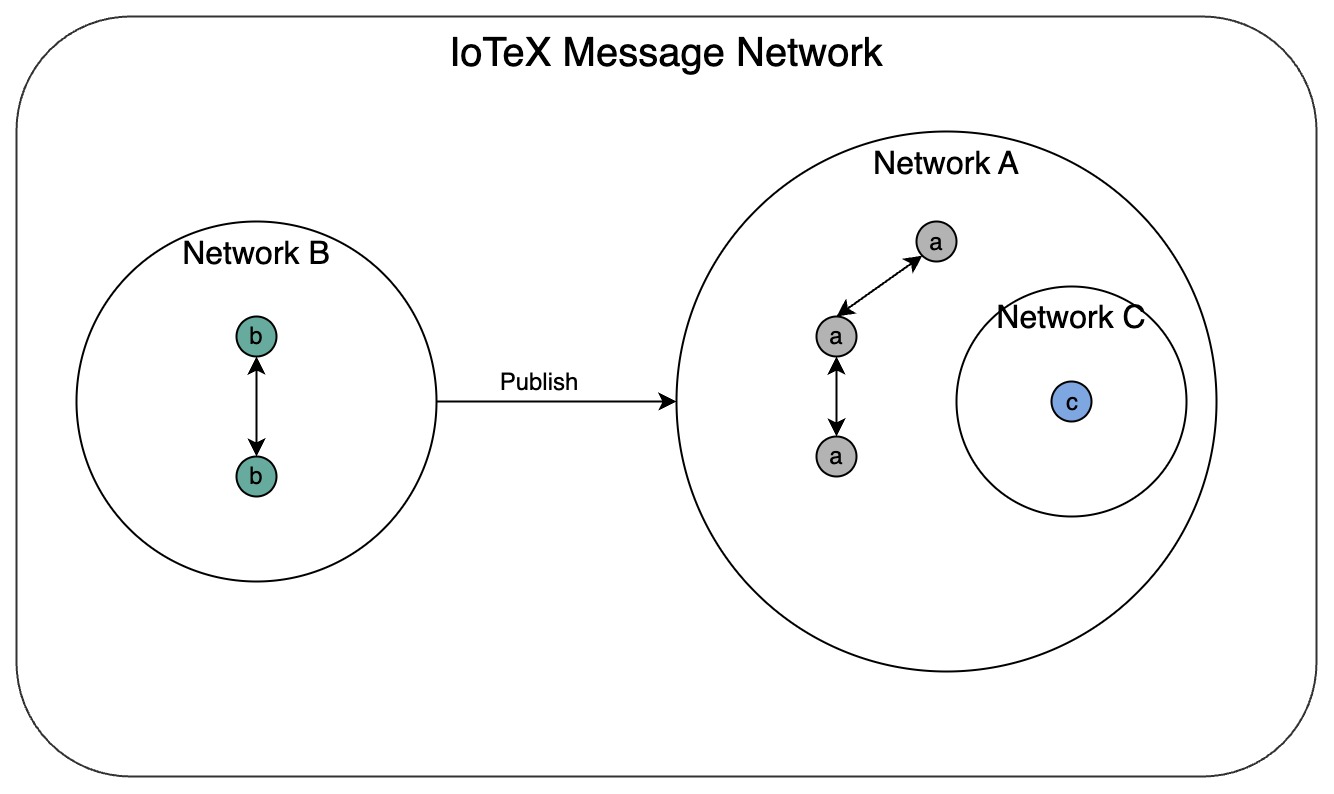 IoTeX Message Network
Network A
Network B
a
Network C
b
a
Publish
c
a
b